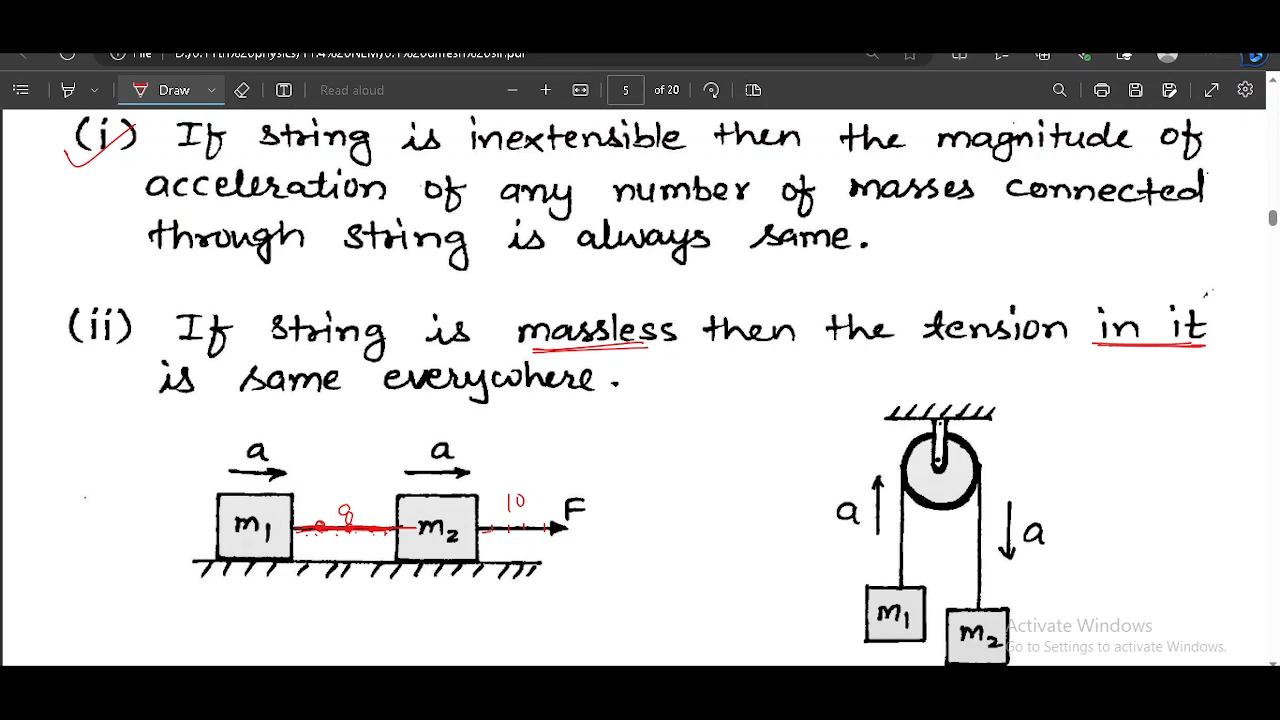 Draw
Read aloud
5
of 20
(i) If string is inextensible then the magnitude of
acceleration of any number of masses connected
through string is always same.
(ii) If string is massless then the tension in it
is same everywhere.
a
a
m1
8
m2
10
F
a
a
m1
m2
Activate Windows
Go to Settings to activate Windows.